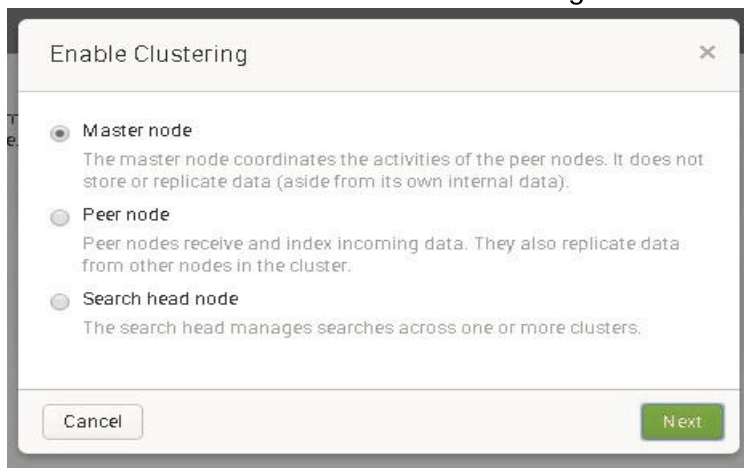 Enable Clustering
×
Master node
The master node coordinates the activities of the peer nodes. It does not
store or replicate data (aside from its own internal data).
Peer node
Peer nodes receive and index incoming data. They also replicate data
from other nodes in the cluster.
Search head node
The search head manages searches across one or more clusters.
Cancel
Next